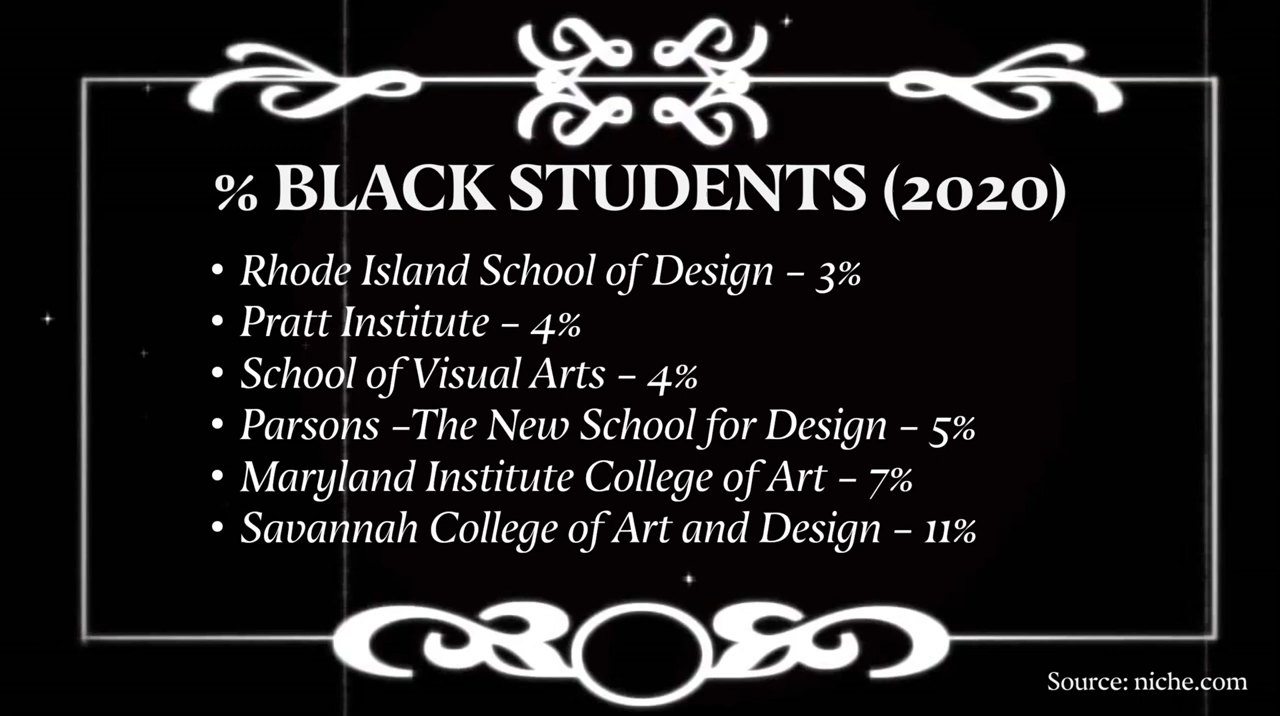 % BLACK STUDENTS (2020)
• Rhode Island School of Design – 3%
• Pratt Institute – 4%
• School of Visual Arts – 4%
• Parsons –The New School for Design – 5%
• Maryland Institute College of Art – 7%
• Savannah College of Art and Design – 11%
Source: niche.com